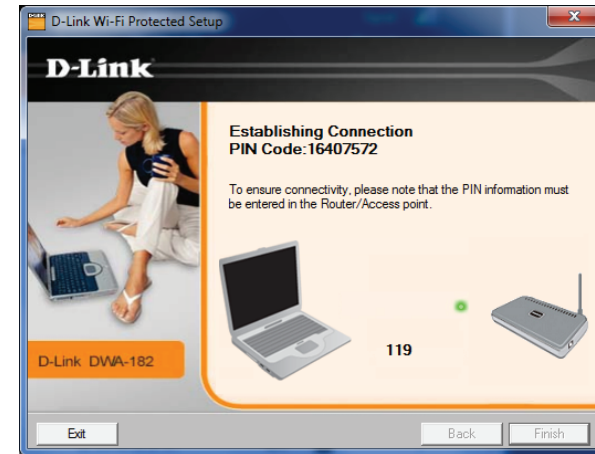 D-Link Wi-Fi Protected Setup
D-Link
Establishing Connection
PIN Code:16407572
To ensure connectivity, please note that the PIN information must
be entered in the Router/Access point.
119
D-Link DWA-182
Exit
Back
Finish